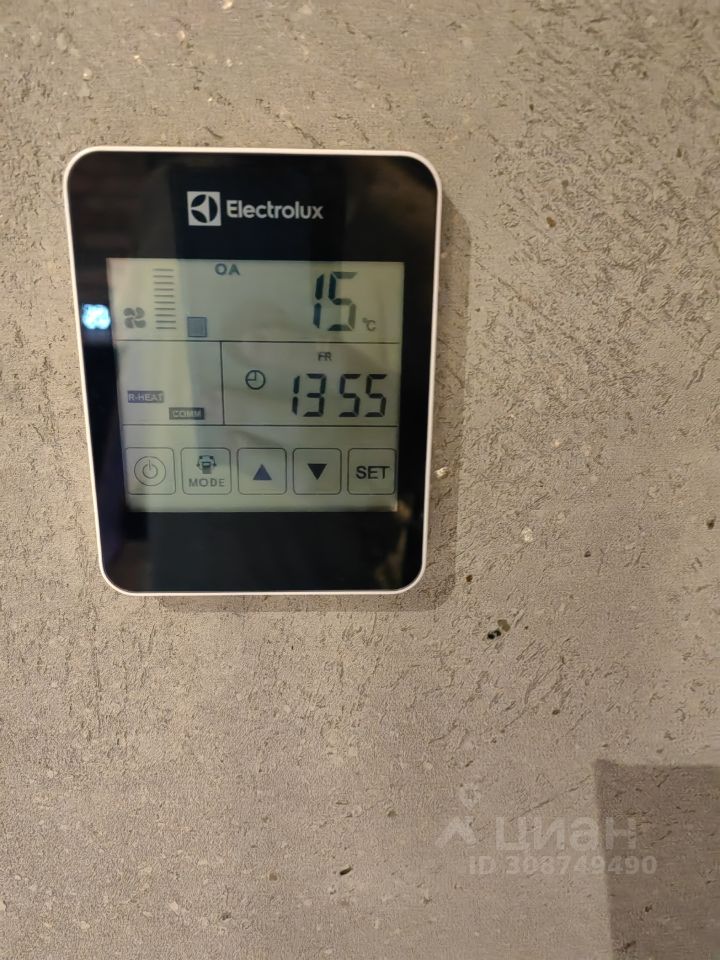 Electrolux
OA
15 °C
FR
13 55
R-HEAT
COMM
MODE
SET
циан
ID 308749490